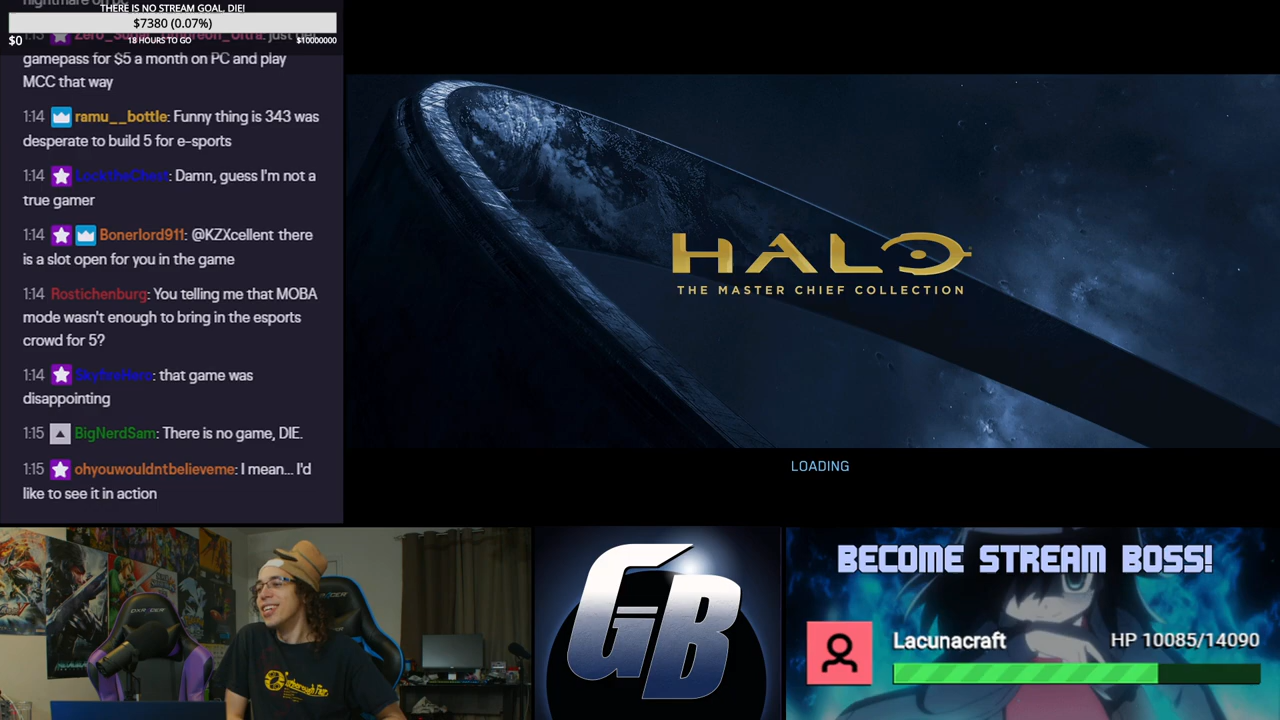 THERE IS NO STREAM GOAL. DIE!
$7380 (0.07%)
$0 18 HOURS TO GO $10000000
gamepass for $5 a month on PC and play
MCC that way
1:14 ramu__bottle: Funny thing is 343 was
desperate to build 5 for e-sports
1:14 LocktheChest: Damn, guess I'm not a
true gamer
1:14 Bonerlord911: @KZXcellent there
is a slot open for you in the game
1:14 Rostichenburg: You telling me that MOBA
mode wasn't enough to bring in the esports
crowd for 5?
1:14 SkyfireHero: that game was
disappointing
1:15 BigNerdSam: There is no game, DIE.
1:15 ohyouwouldntbelieveme: I mean... I'd
like to see it in action
HALO
THE MASTER CHIEF COLLECTION
LOADING
GB
BECOME STREAM BOSS!
Lacunacraft HP 10085/14090